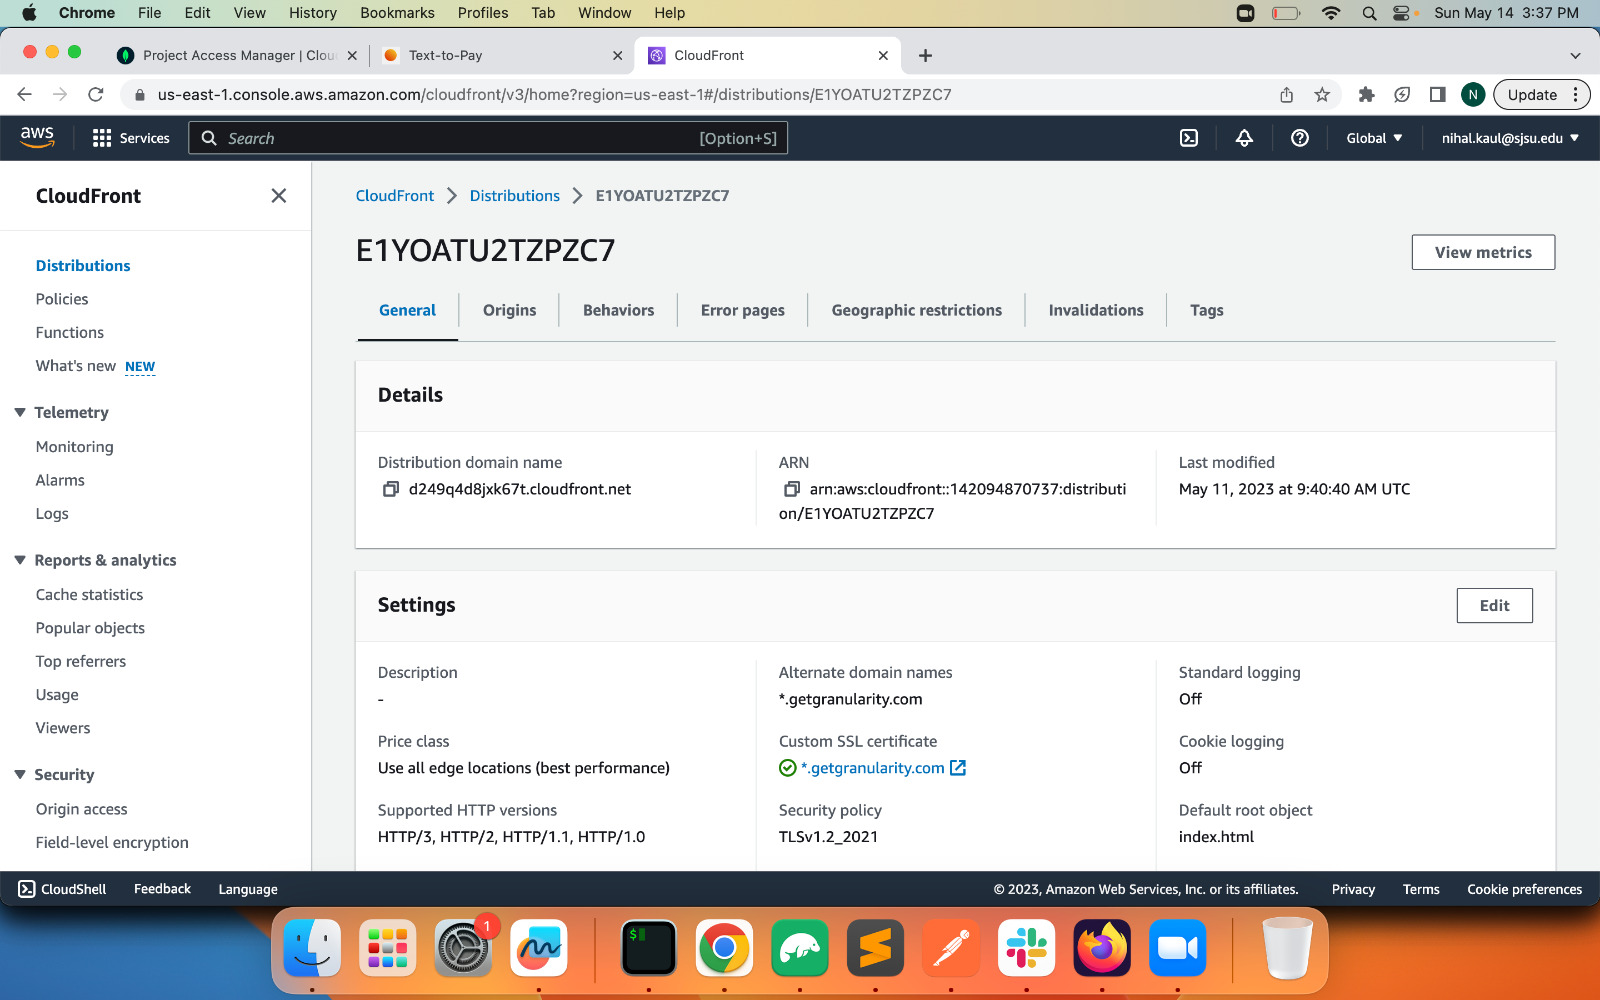 Chrome File Edit View History Bookmarks Profiles Tab Window Help Sun May 14 3:37 PM
Project Access Manager | Clou Text-to-Pay CloudFront
us-east-1.console.aws.amazon.com/cloudfront/v3/home?region=us-east-1#/distributions/E1YOATU2TZPZC7 N Update
aws Services Search [Option+S] Global nihal.kaul@sjsu.edu
CloudFront
Distributions
Policies
Functions
What's new NEW
Telemetry
Monitoring
Alarms
Logs
Reports & analytics
Cache statistics
Popular objects
Top referrers
Usage
Viewers
Security
Origin access
Field-level encryption
CloudFront Distributions E1YOATU2TZPZC7
E1YOATU2TZPZC7
View metrics
General Origins Behaviors Error pages Geographic restrictions Invalidations Tags
Details
Distribution domain name
d249q4d8jxk67t.cloudfront.net
ARN
arn:aws:cloudfront::142094870737:distributi
on/E1YOATU2TZPZC7
Last modified
May 11, 2023 at 9:40:40 AM UTC
Settings
Edit
Description
-
Price class
Use all edge locations (best performance)
Supported HTTP versions
HTTP/3, HTTP/2, HTTP/1.1, HTTP/1.0
Alternate domain names
*.getgranularity.com
Custom SSL certificate
*.getgranularity.com
Security policy
TLSv1.2_2021
Standard logging
Off
Cookie logging
Off
Default root object
index.html
CloudShell Feedback Language © 2023, Amazon Web Services, Inc. or its affiliates. Privacy Terms Cookie preferences
1
$